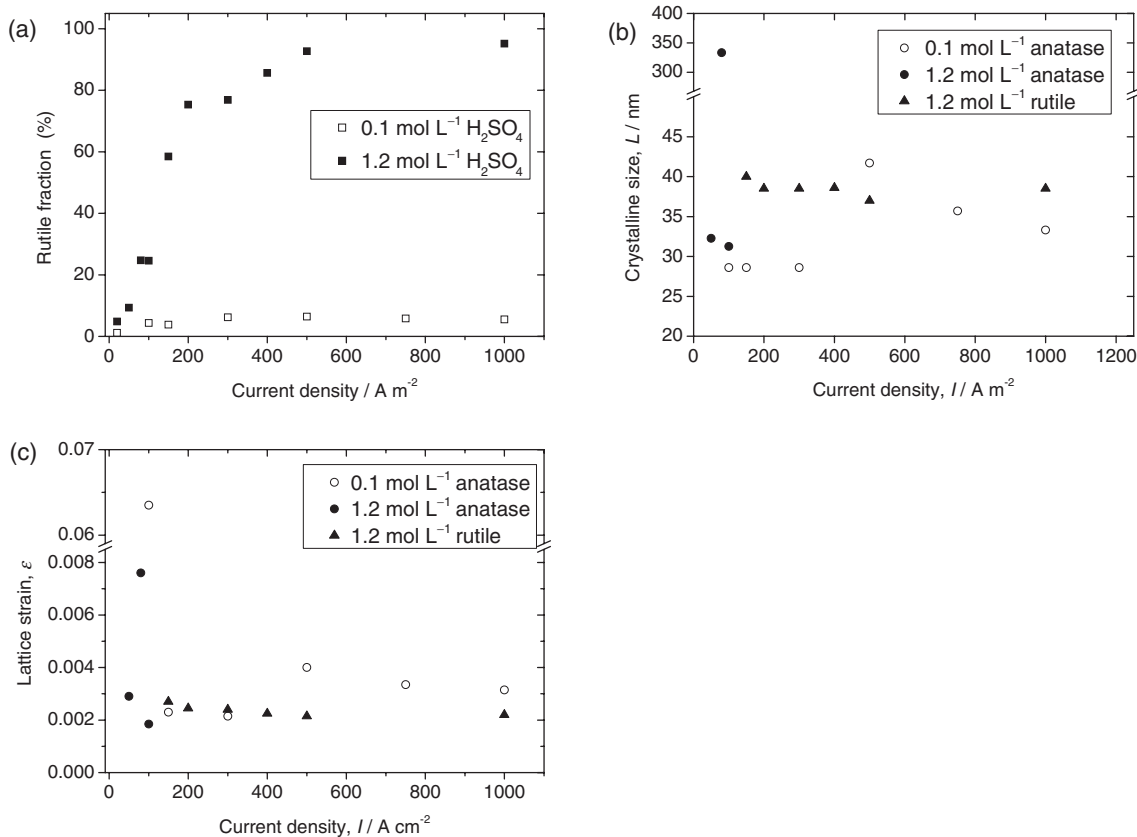 (a)
Rutile fraction (%)
100
80
60
40
20
0
□ 0.1 mol L⁻¹ H₂SO₄
■ 1.2 mol L⁻¹ H₂SO₄
0 200 400 600 800 1000
Current density / A m⁻²
(b)
Crystalline size, L / nm
400
350
300
45
40
35
30
25
20
○ 0.1 mol L⁻¹ anatase
● 1.2 mol L⁻¹ anatase
▲ 1.2 mol L⁻¹ rutile
0 200 400 600 800 1000 1200
Current density, I / A m⁻²
(c)
Lattice strain, ε
0.07
0.06
0.008
0.006
0.004
0.002
0.000
○ 0.1 mol L⁻¹ anatase
● 1.2 mol L⁻¹ anatase
▲ 1.2 mol L⁻¹ rutile
0 200 400 600 800 1000
Current density, I / A cm⁻²